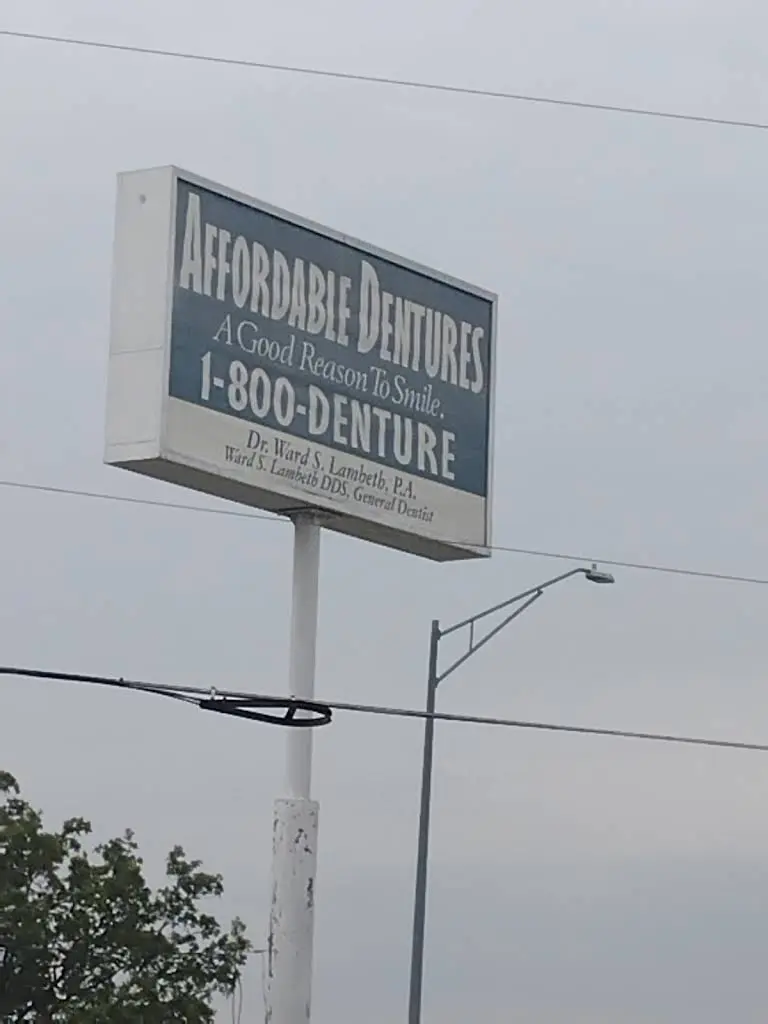 AFFORDABLE DENTURES
A Good Reason To Smile.
1-800-DENTURE
Dr. Ward S. Lambeth, P.A.
Ward S. Lambeth DDS, General Dentist